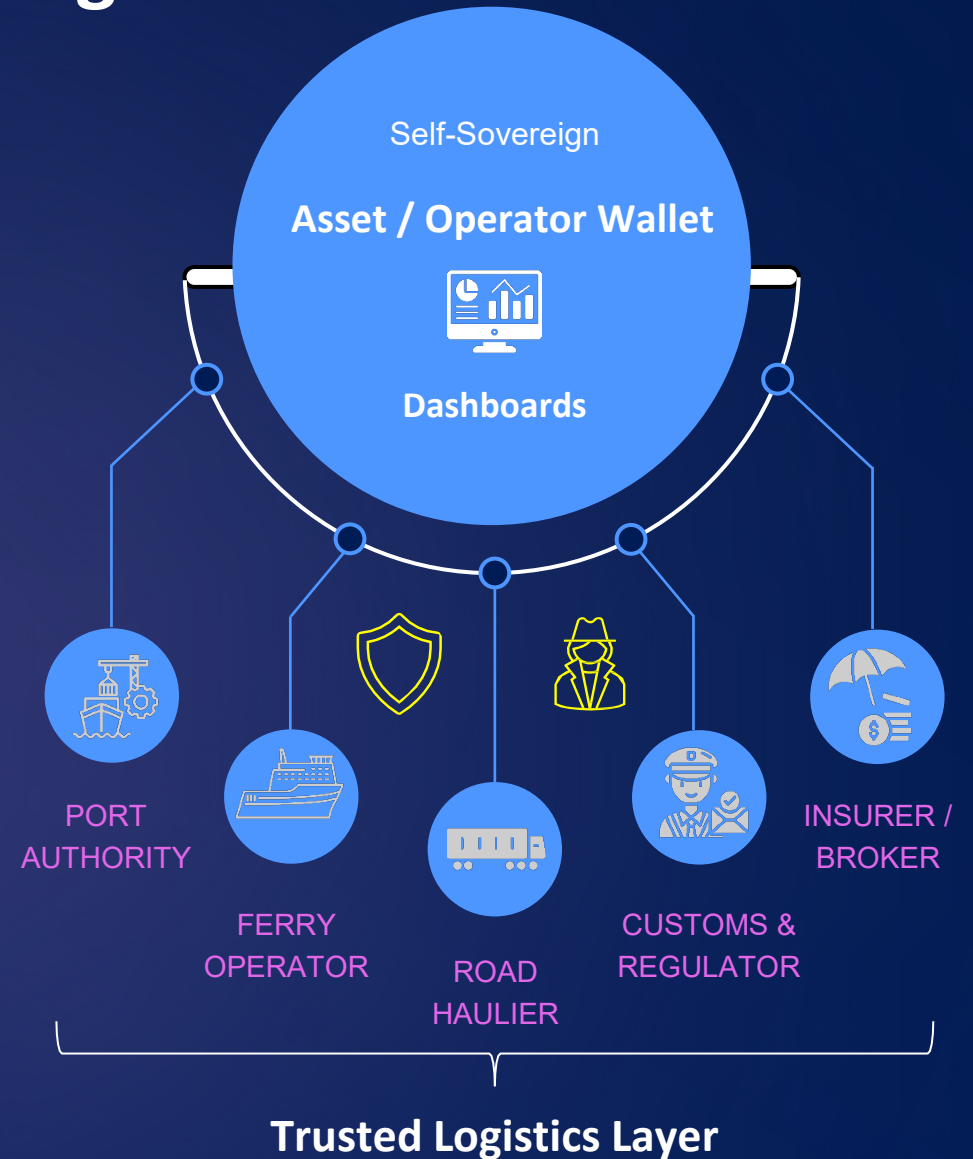 Self-Sovereign
Asset / Operator Wallet
Dashboards
PORT
AUTHORITY
FERRY
OPERATOR
ROAD
HAULIER
CUSTOMS &
REGULATOR
INSURER /
BROKER
Trusted Logistics Layer